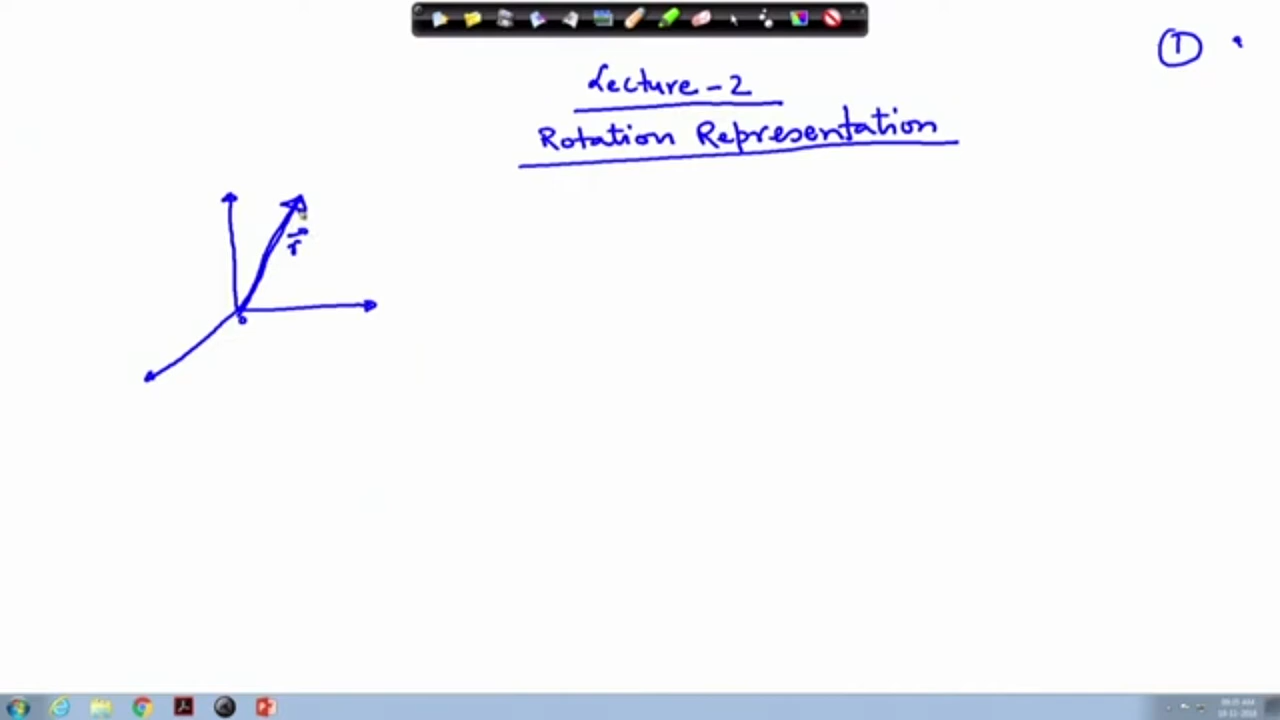 ①
Lecture - 2
Rotation Representation
r⃗
o